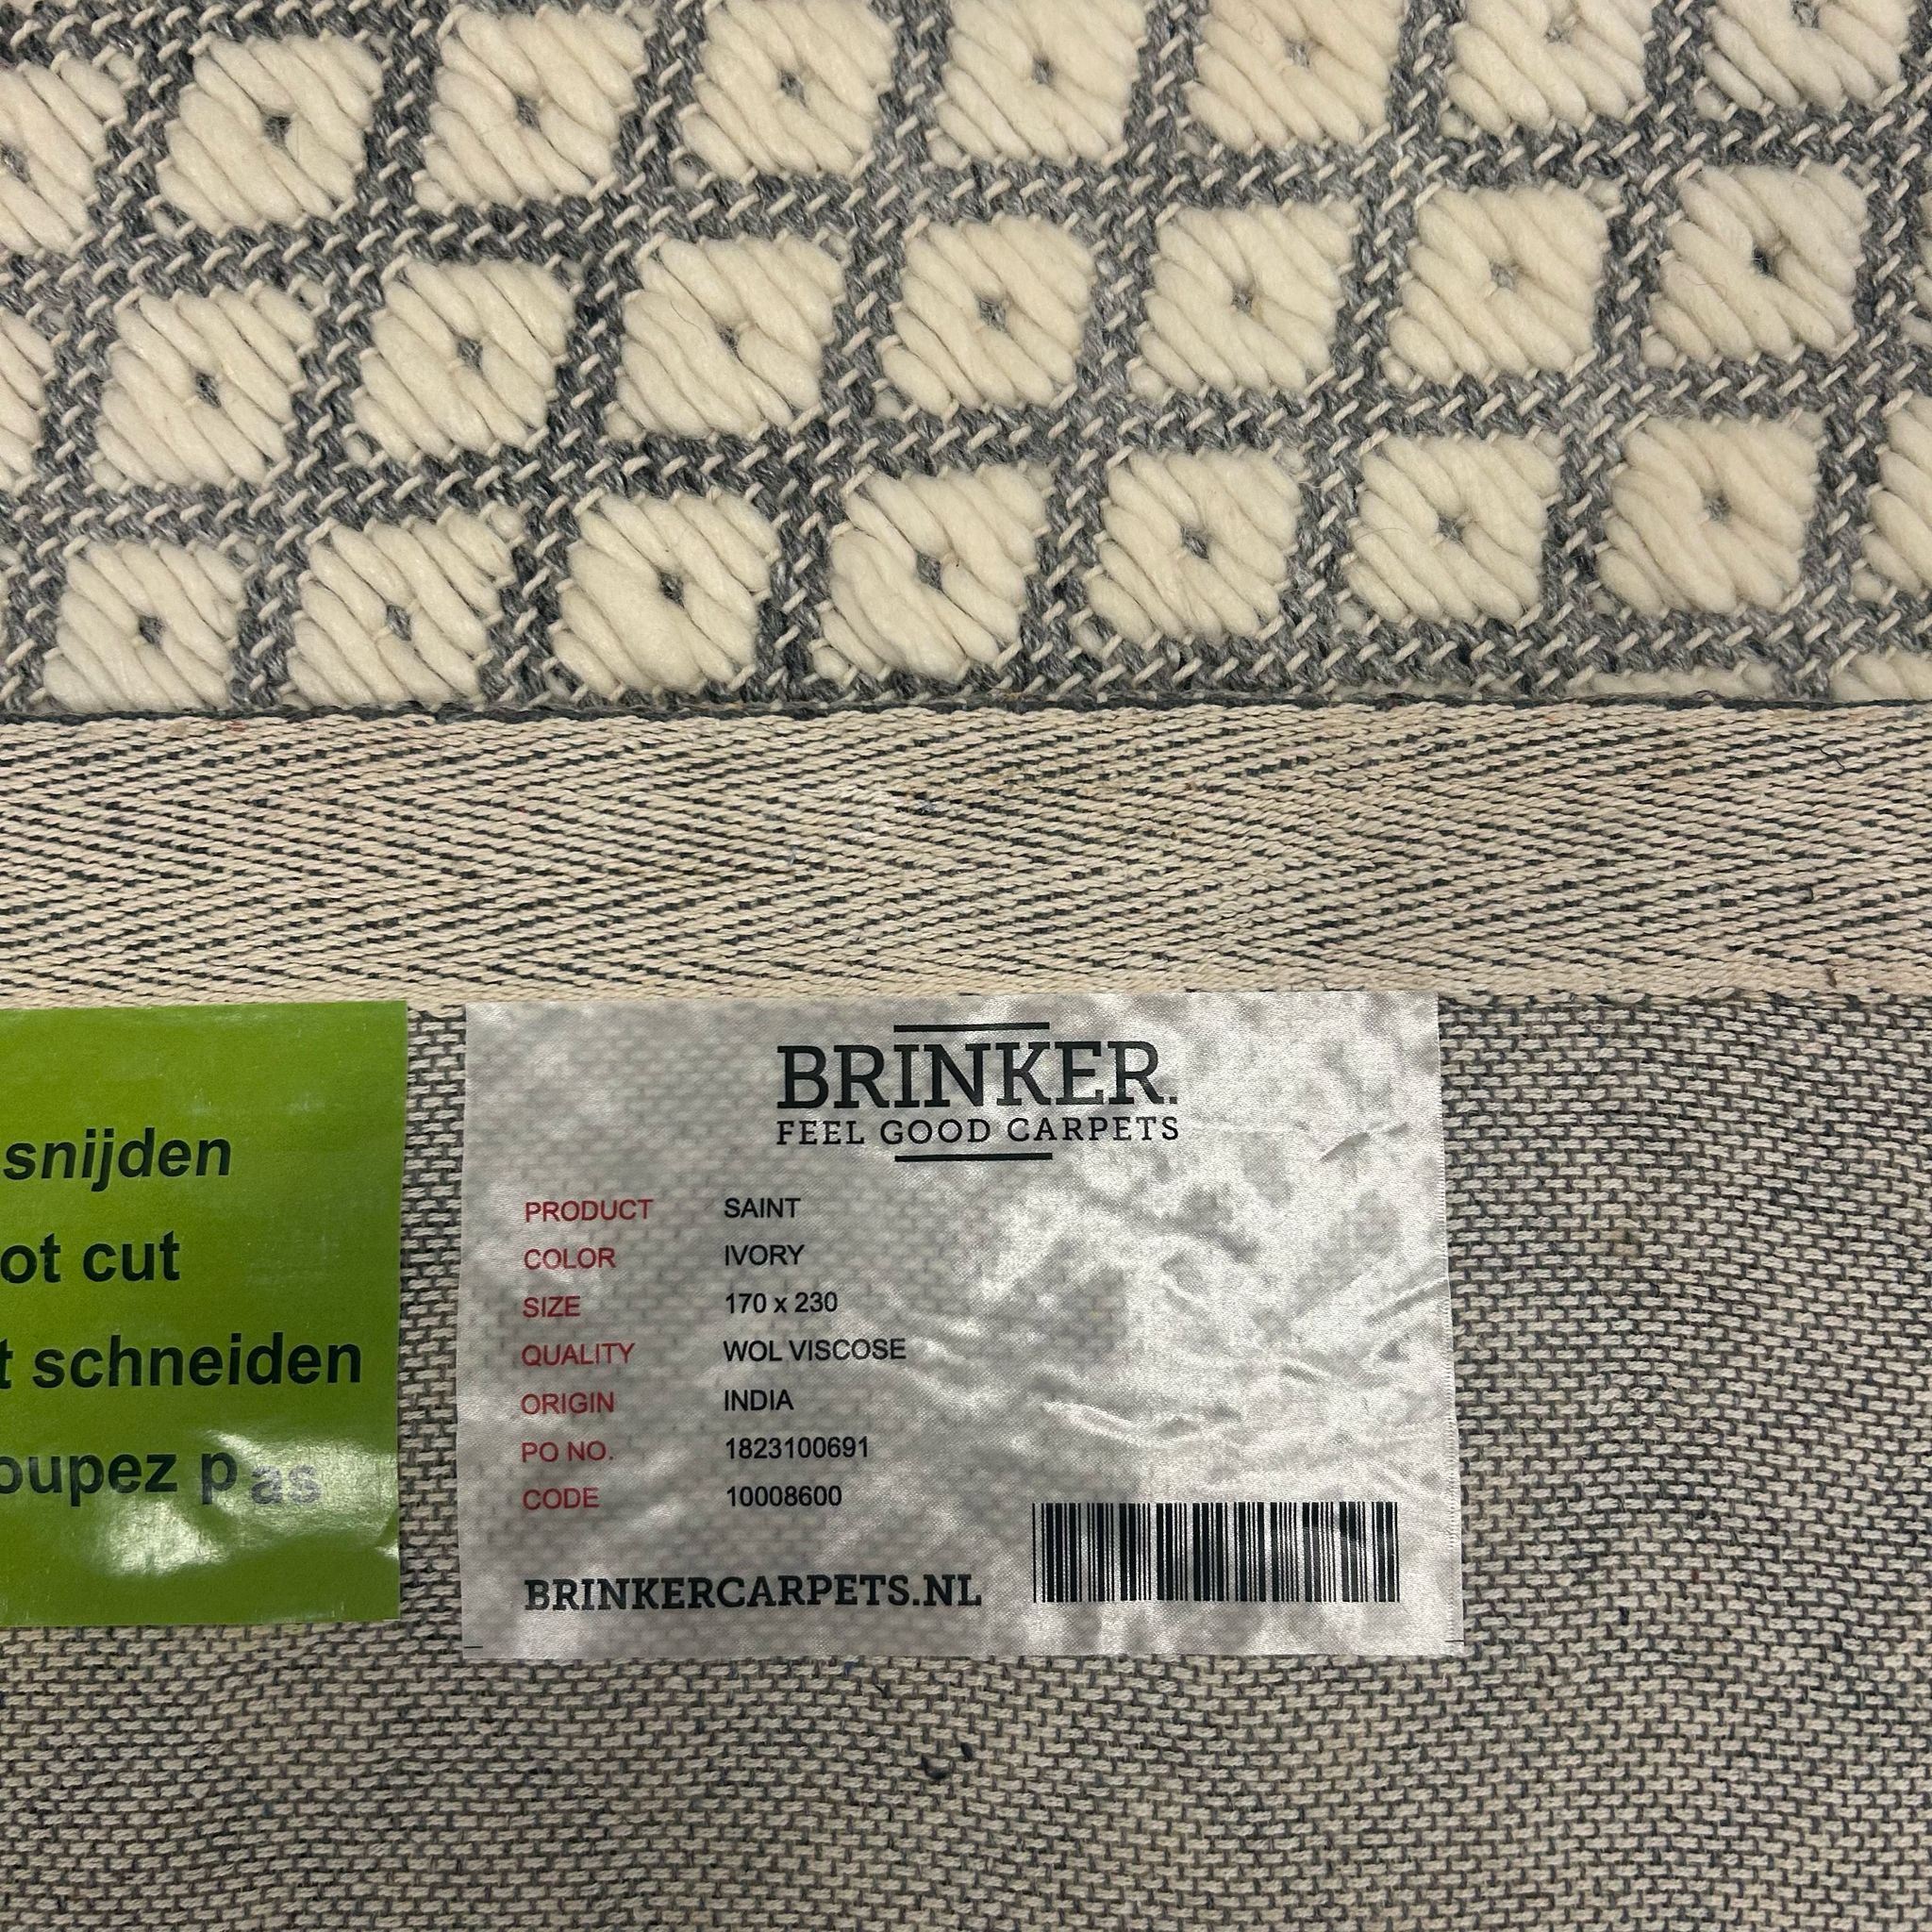 snijden
ot cut
t schneiden
oupez pas
BRINKER.
FEEL GOOD CARPETS
PRODUCT SAINT
COLOR IVORY
SIZE 170 x 230
QUALITY WOL VISCOSE
ORIGIN INDIA
PO NO. 1823100691
CODE 10008600
BRINKERCARPETS.NL